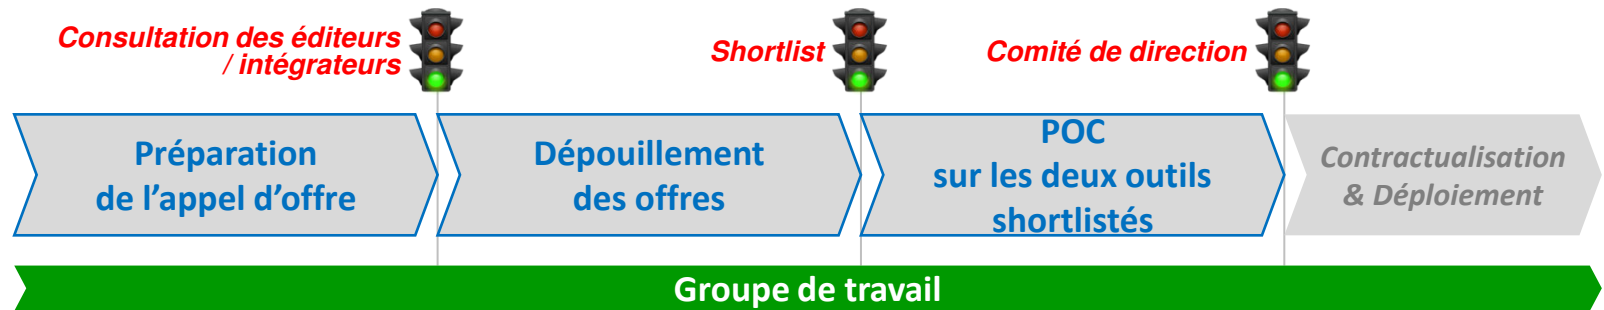 Consultation des éditeurs
/ intégrateurs
Shortlist
Comité de direction
Préparation
de l’appel d’offre
Dépouillement
des offres
POC
sur les deux outils
shortlistés
Contractualisation
& Déploiement
Groupe de travail